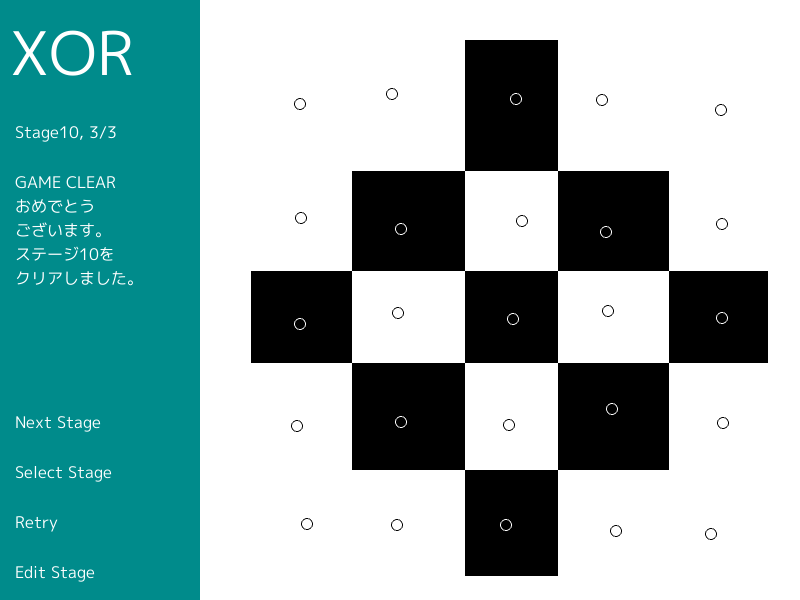 XOR
Stage10, 3/3
GAME CLEAR
おめでとう
ございます。
ステージ10を
クリアしました。
Next Stage
Select Stage
Retry
Edit Stage